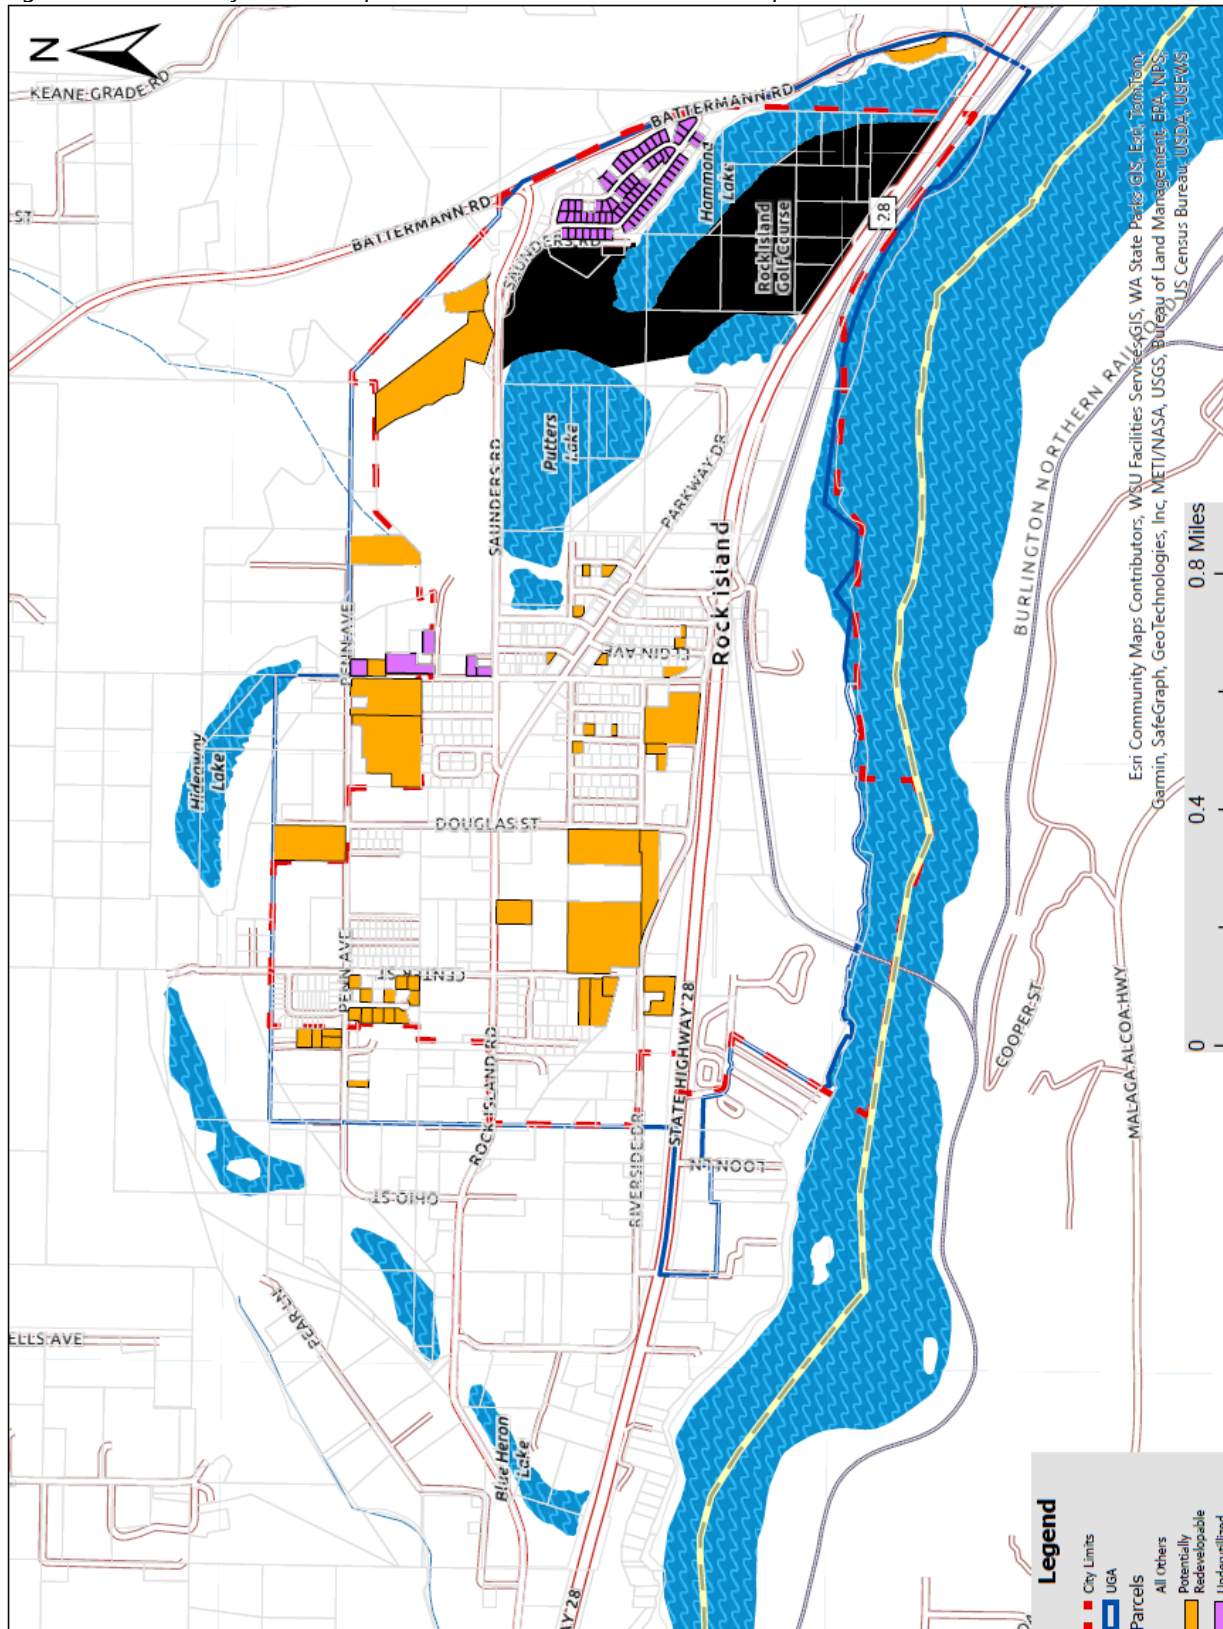 N
KEANE GRADE RD
ST
BATTERMANN RD
BATTERMANN RD
SAUNDERS RD
Hammond
Lake
Rock Island
Golf Course
28
Putters
Lake
SAUNDERS RD
PARKWAY DR
Rock Island
ELGIN AVE
PENN AVE
Hideaway
Lake
DOUGLAS ST
PENN AVE
CENTER ST
ROCK ISLAND RD
STATE HIGHWAY 28
RIVERSIDE DR
LOON LN
OHIO ST
PEAR LN
ELLS AVE
Blue Heron
Lake
AY 28
BURLINGTON NORTHERN RAILROAD
COOPER ST
MALAGA ALCOA HWY
Esri Community Maps Contributors, WSU Facilities Services GIS, WA State Parks GIS, Esri, TomTom,
Garmin, SafeGraph, GeoTechnologies, Inc, METI/NASA, USGS, Bureau of Land Management, EPA, NPS,
US Census Bureau, USDA, USFWS
0 0.4 0.8 Miles
Legend
City Limits
UGA
Parcels
All Others
Potentially
Redevelopable
Underutilized